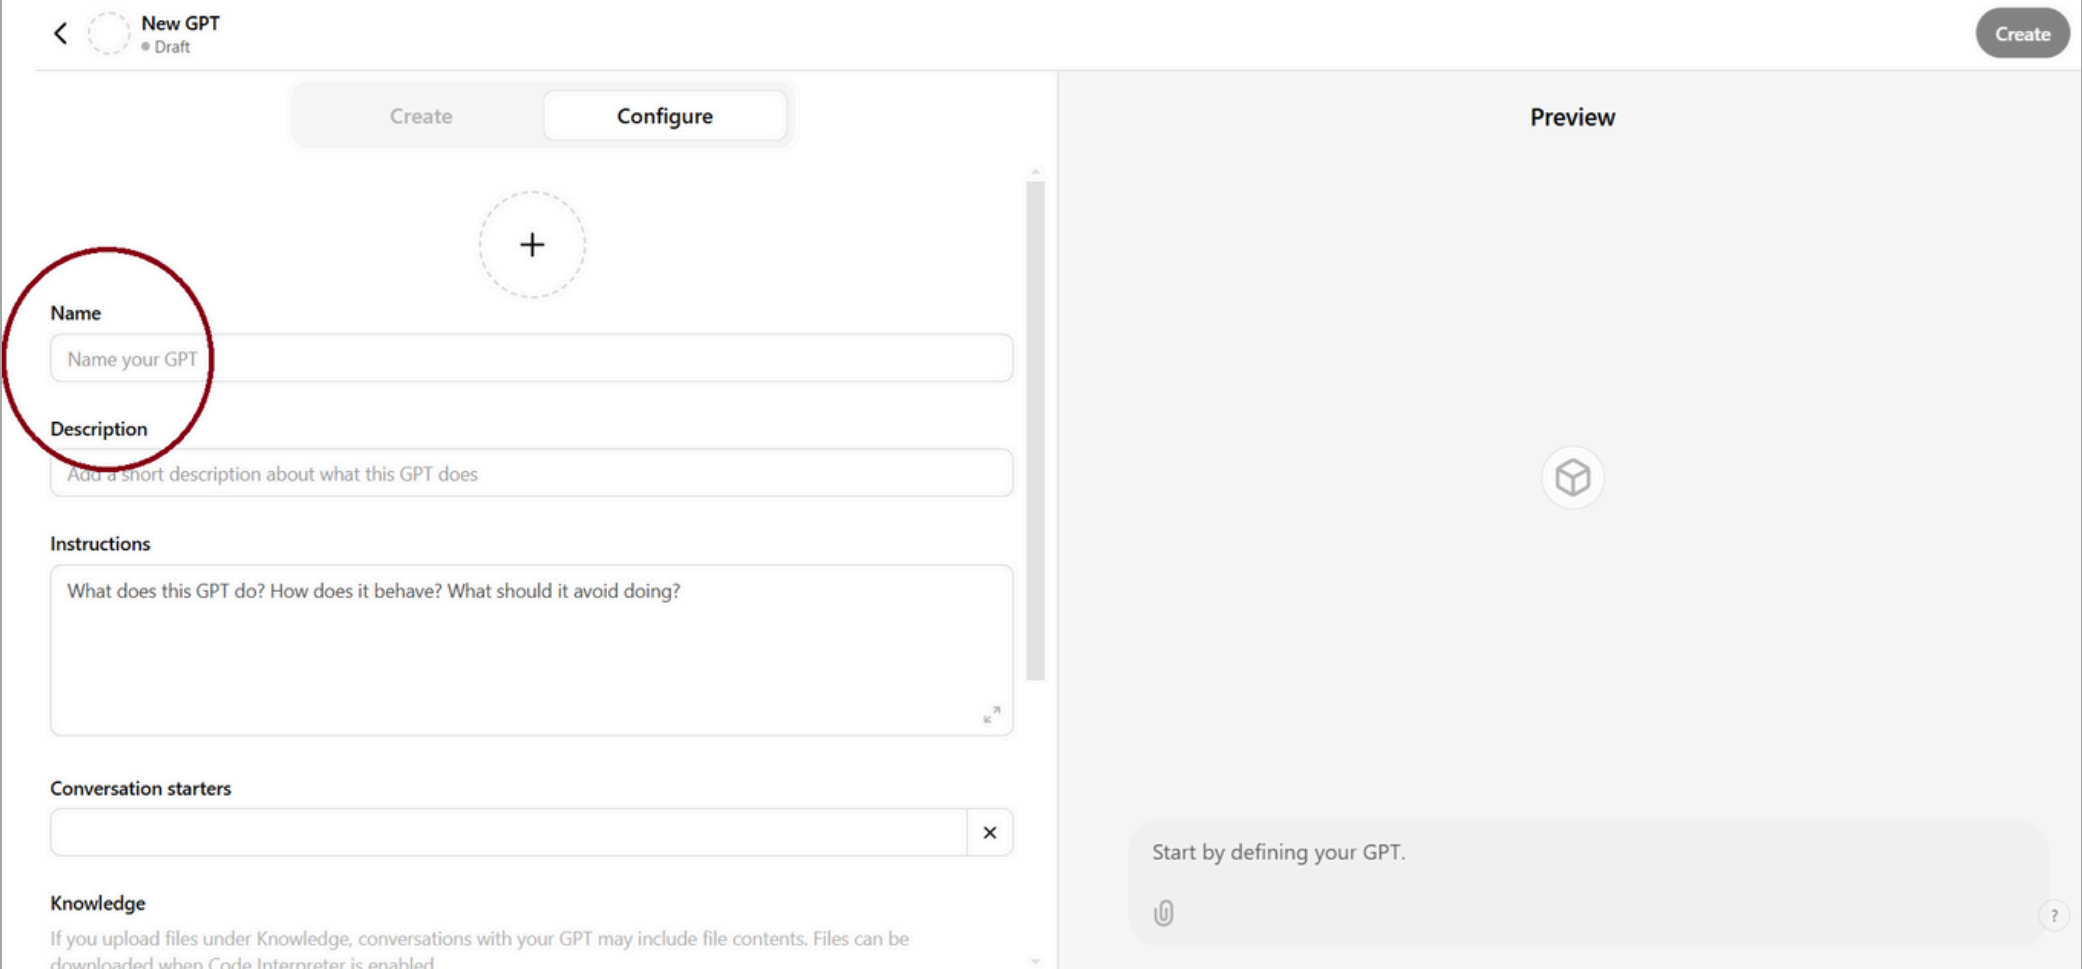 New GPT
Draft
Create
Create
Configure
Preview
Name
Name your GPT
Description
Add a short description about what this GPT does
Instructions
What does this GPT do? How does it behave? What should it avoid doing?
Conversation starters
Knowledge
If you upload files under Knowledge, conversations with your GPT may include file contents. Files can be
downloaded when Code Interpreter is enabled
Start by defining your GPT.
?